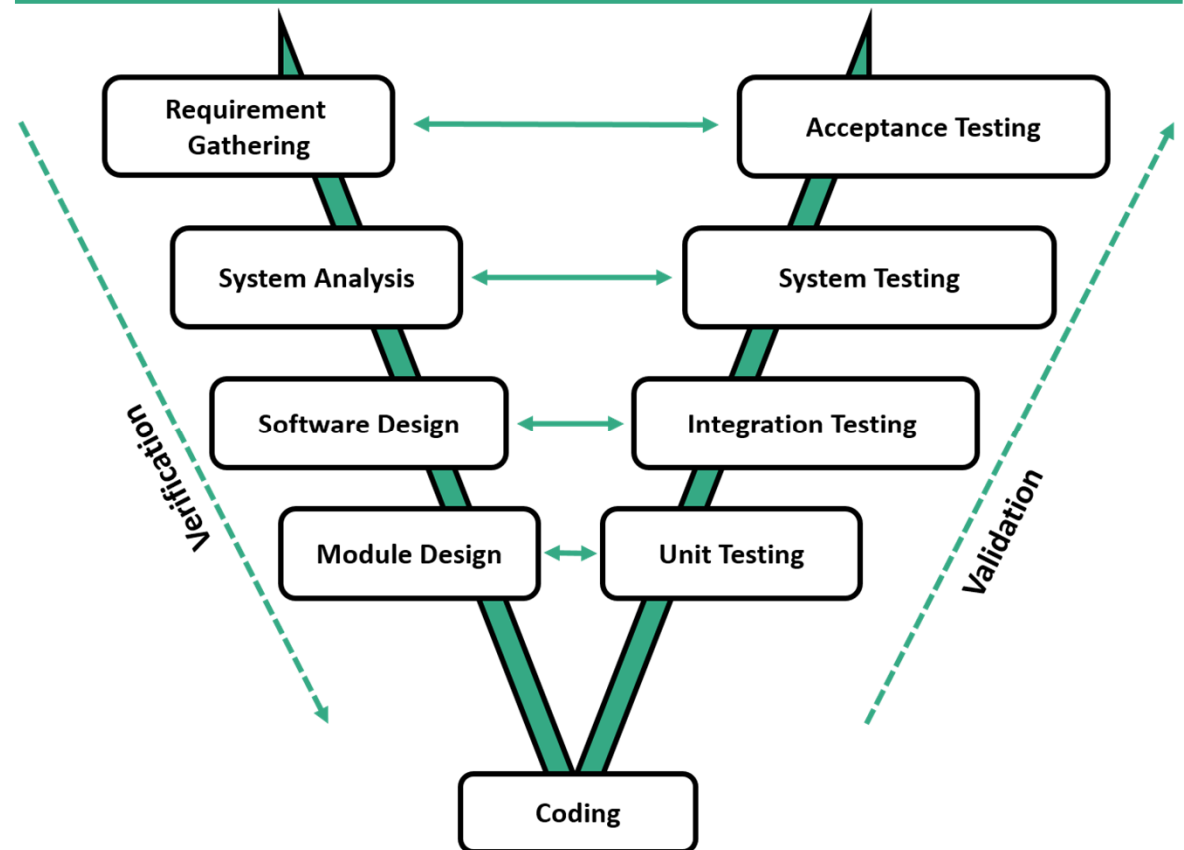 Requirement
Gathering
Acceptance Testing
System Analysis
System Testing
Software Design
Integration Testing
Verification
Validation
Module Design
Unit Testing
Coding